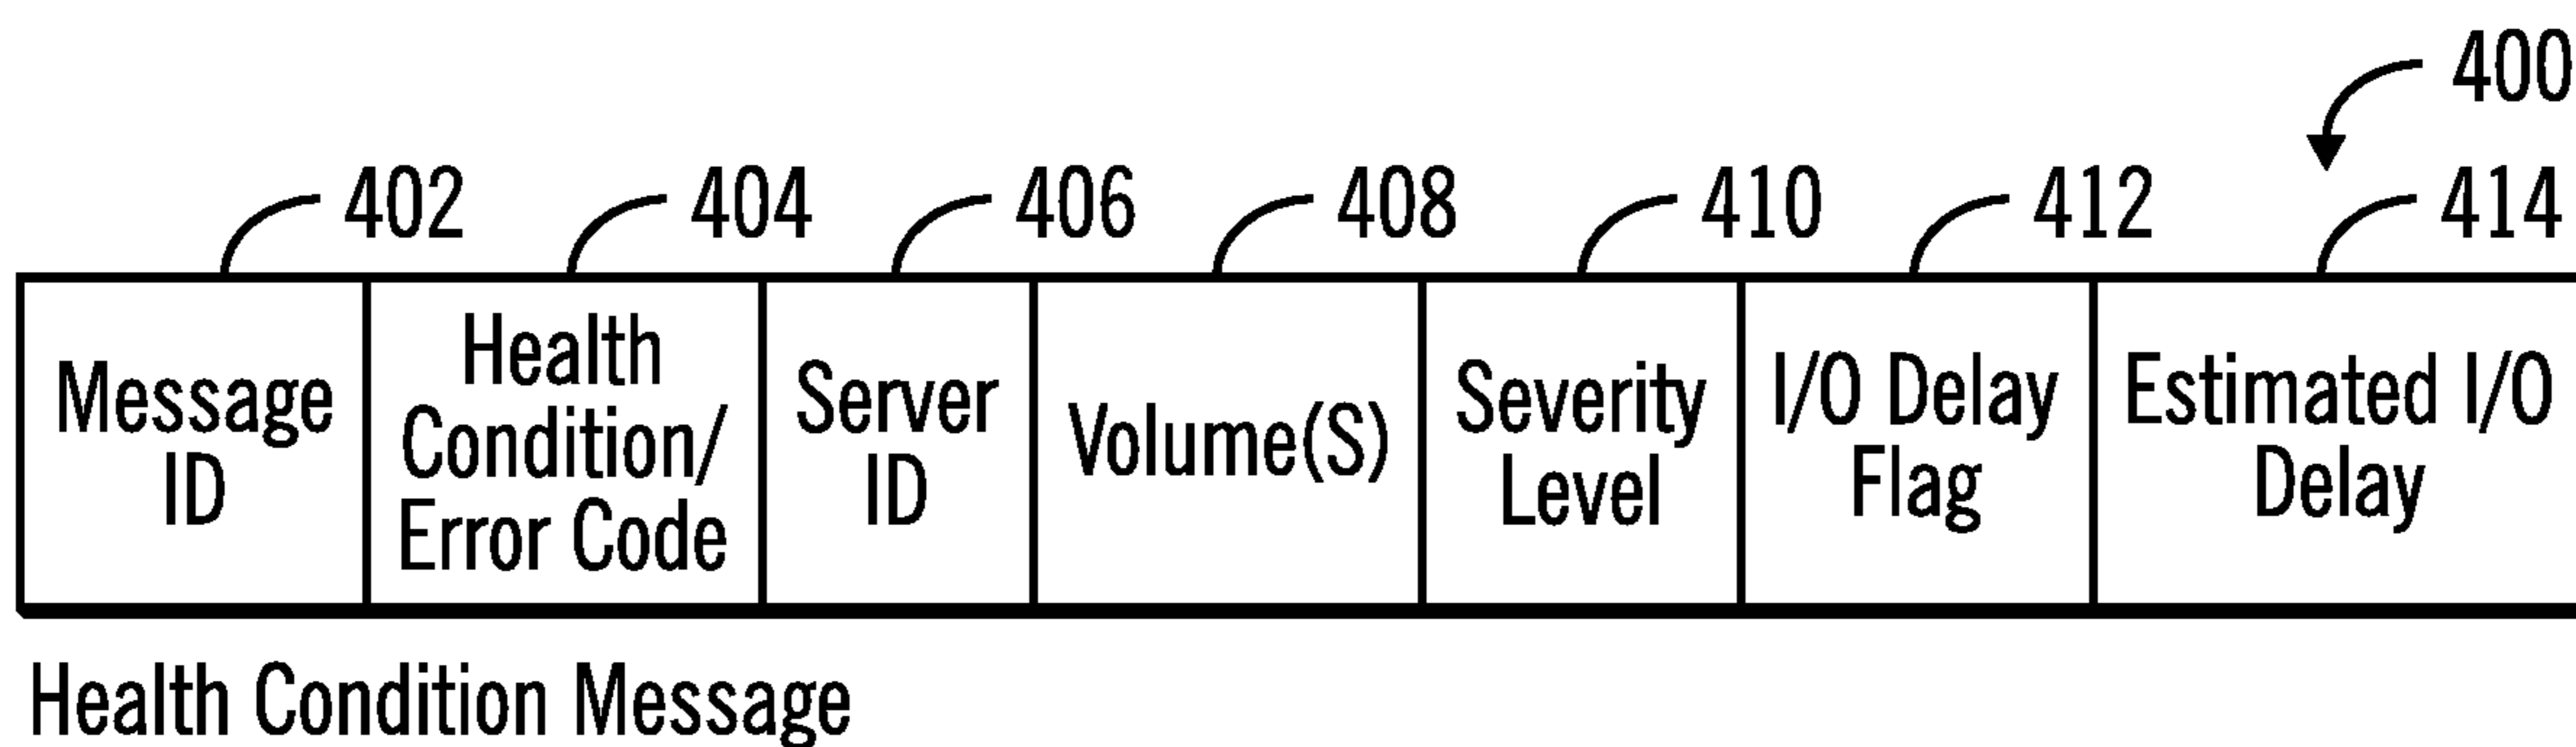 400
402 404 406 408 410 412 414
Message
ID
Health
Condition/
Error Code
Server
ID
Volume(S)
Severity
Level
I/O Delay
Flag
Estimated I/O
Delay
Health Condition Message